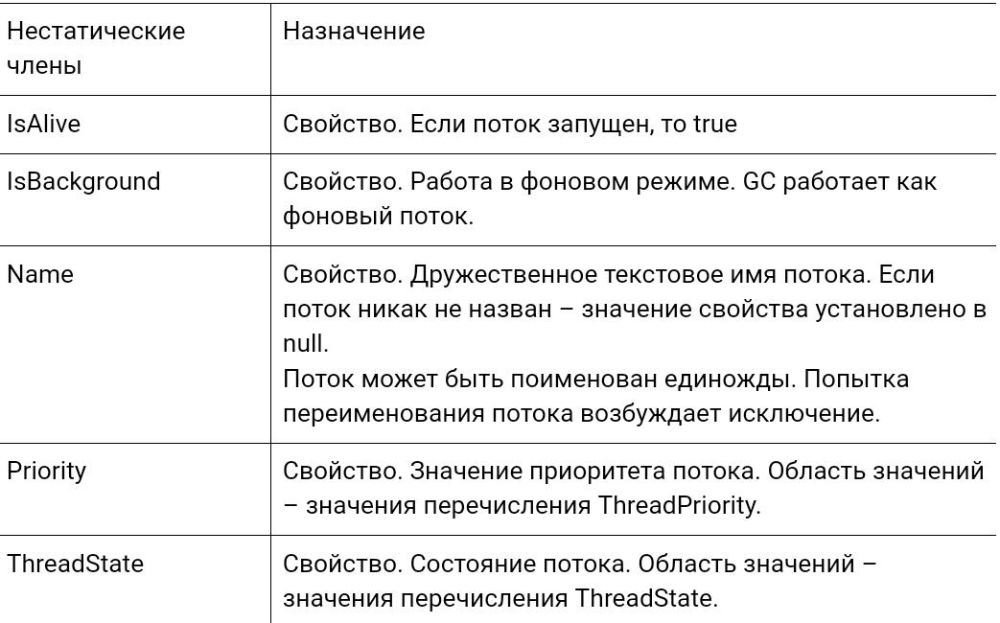 Нестатические
члены
Назначение
IsAlive
Свойство. Если поток запущен, то true
IsBackground
Свойство. Работа в фоновом режиме. GC работает как
фоновый поток.
Name
Свойство. Дружественное текстовое имя потока. Если
поток никак не назван – значение свойства установлено в
null.
Поток может быть поименован единожды. Попытка
переименования потока возбуждает исключение.
Priority
Свойство. Значение приоритета потока. Область значений
– значения перечисления ThreadPriority.
ThreadState
Свойство. Состояние потока. Область значений –
значения перечисления ThreadState.